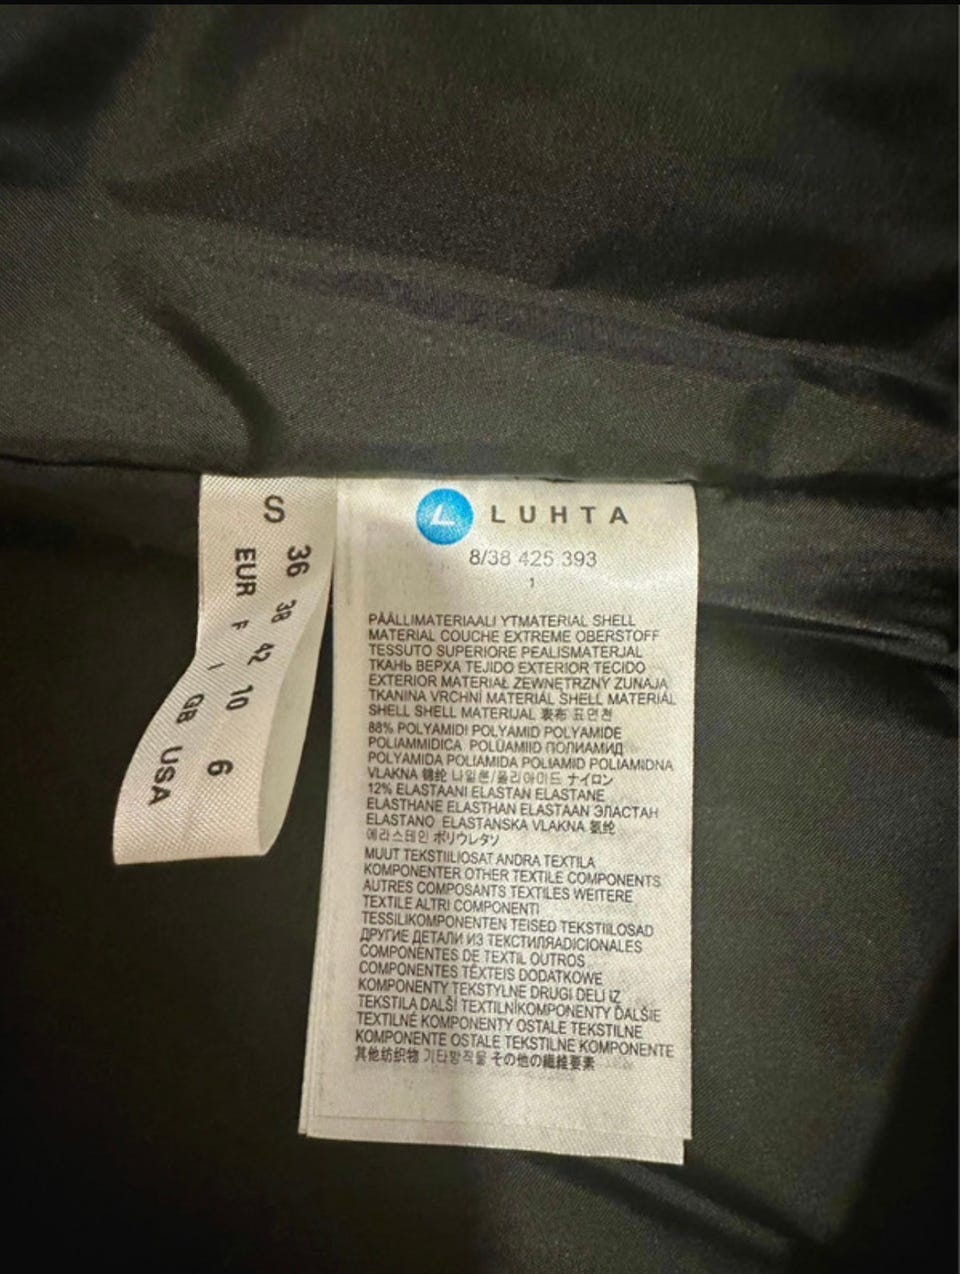 S
36 38 42 10 6
EUR F I GB USA
L LUHTA
8/38 425 393
1
PÄÄLLIMATERIAALI YTMATERIAL SHELL
MATERIAL COUCHE EXTREME OBERSTOFF
TESSUTO SUPERIORE PEALISMATERJAL
ТКАНЬ ВЕРХА TEJIDO EXTERIOR TECIDO
EXTERIOR MATERIAŁ ZEWNĘTRZNY ZUNAJA
TKANINA VRCHNÍ MATERIÁL SHELL MATERIÁL
SHELL SHELL MATERIJAL 表布 표면천
88% POLYAMIDI POLYAMID POLYAMIDE
POLIAMMIDICA POLÜAMIID ПОЛИАМИД
POLYAMIDA POLIAMIDA POLIAMID POLIAMIDNA
VLAKNA 锦纶 나일론/폴리아미드 ナイロン
12% ELASTAANI ELASTAN ELASTANE
ELASTHANE ELASTHAN ELASTAAN ЭЛАСТАН
ELASTANO ELASTANSKA VLAKNA 氨纶
에라스테인 ポリウレタン
MUUT TEKSTIILIOSAT ANDRA TEXTILA
KOMPONENTER OTHER TEXTILE COMPONENTS
AUTRES COMPOSANTS TEXTILES WEITERE
TEXTILE ALTRI COMPONENTI
TESSILIKOMPONENTEN TEISED TEKSTIILOSAD
ДРУГИЕ ДЕТАЛИ ИЗ ТЕКСТИЛЯADICIONALES
COMPONENTES DE TEXTIL OUTROS
COMPONENTES TÊXTEIS DODATKOWE
KOMPONENTY TEKSTYLNE DRUGI DELI IZ
TEKSTILA DALŠÍ TEXTILNÍKOMPONENTY ĎALŠIE
TEXTILNÉ KOMPONENTY OSTALE TEKSTILNE
KOMPONENTE OSTALE TEKSTILNE KOMPONENTE
其他纺织物 기타방직물 その他の繊維要素